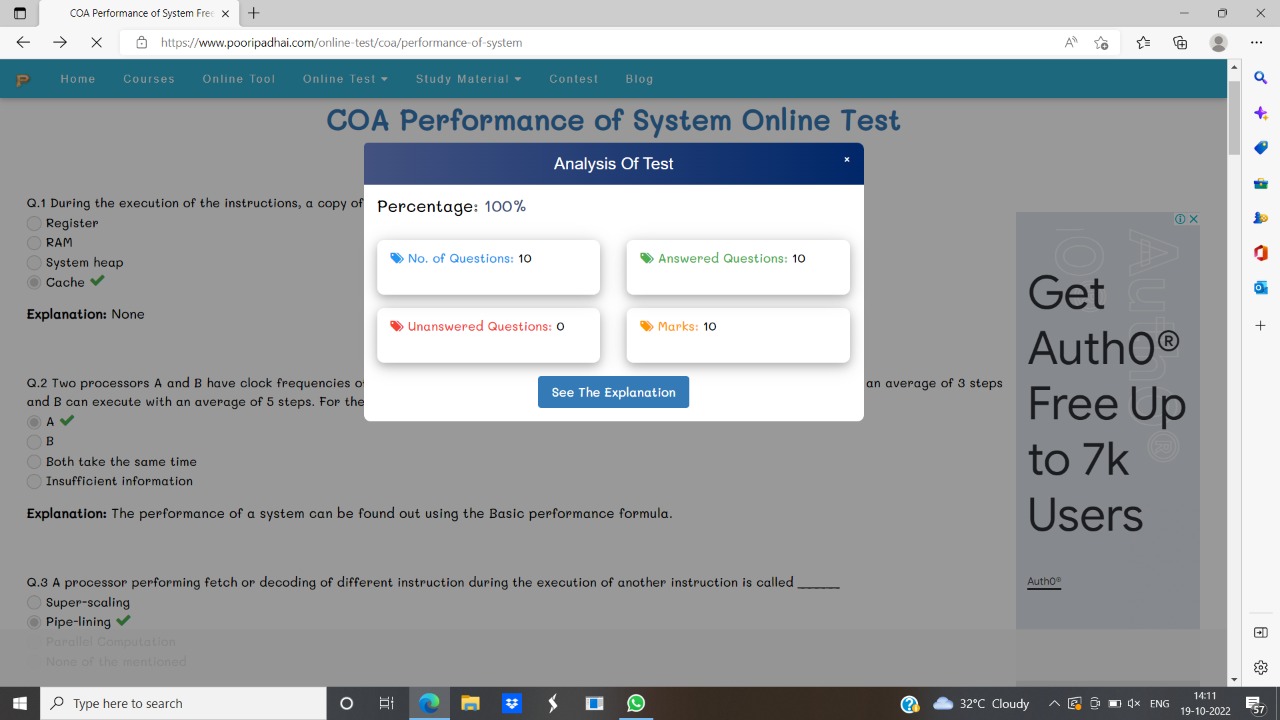 COA Performance of System Free
https://www.pooripadhai.com/online-test/coa/performance-of-system
Home Courses Online Tool Online Test Study Material Contest Blog
COA Performance of System Online Test
Analysis Of Test
×
Percentage: 100%
No. of Questions: 10
Answered Questions: 10
Unanswered Questions: 0
Marks: 10
See The Explanation
Q.1 During the execution of the instructions, a copy of
Register
RAM
System heap
Cache
Explanation: None
Q.2 Two processors A and B have clock frequencies o
an average of 3 steps
and B can execute with an average of 5 steps. For the
A
B
Both take the same time
Insufficient information
Explanation: The performance of a system can be found out using the Basic performance formula.
Q.3 A processor performing fetch or decoding of different instruction during the execution of another instruction is called ______
Super-scaling
Pipe-lining
Parallel Computation
None of the mentioned
Get
Auth0®
Free Up
to 7k
Users
Auth0®
Auth0®
Type here to search
32°C Cloudy
ENG
14:11
19-10-2022
57